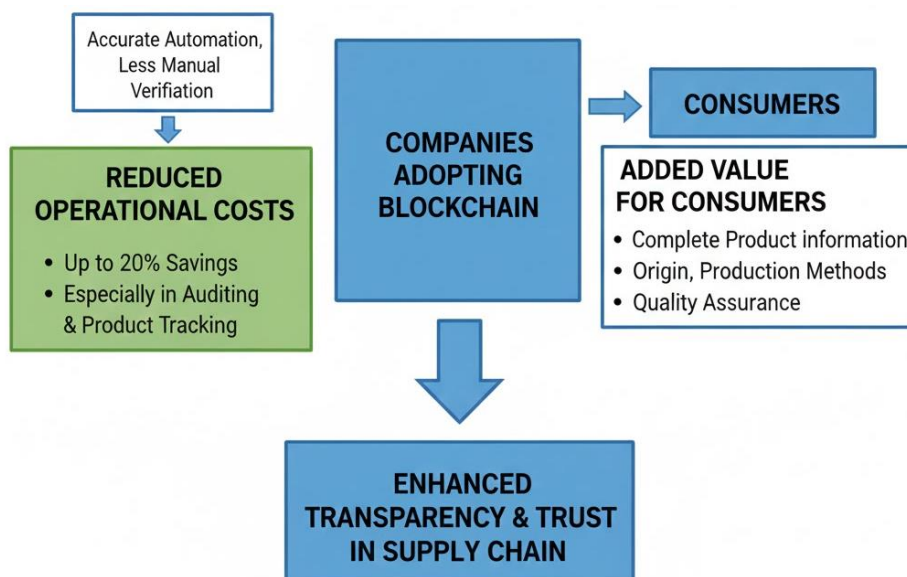 Accurate Automation,
Less Manual
Verifiation
REDUCED
OPERATIONAL COSTS
• Up to 20% Savings
• Especially in Auditing
& Product Tracking
COMPANIES
ADOPTING
BLOCKCHAIN
CONSUMERS
ADDED VALUE
FOR CONSUMERS
• Complete Product information
• Origin, Production Methods
• Quality Assurance
ENHANCED
TRANSPARENCY & TRUST
IN SUPPLY CHAIN